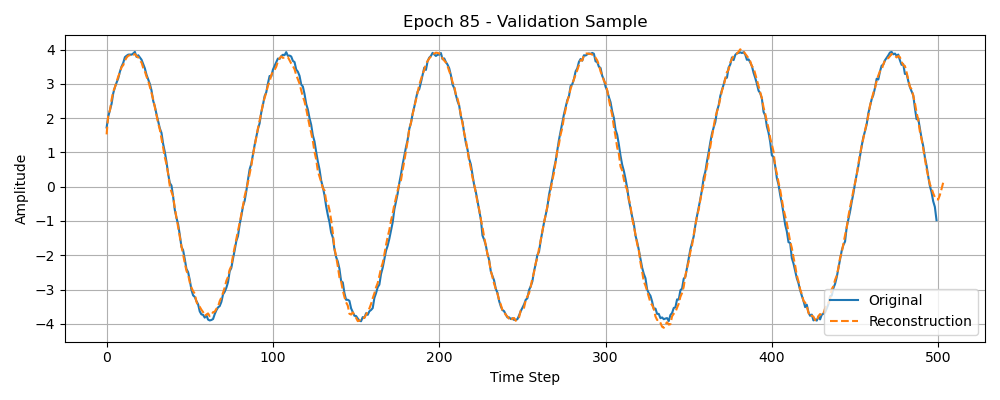 Epoch 85 - Validation Sample
Amplitude
4
3
2
1
0
−1
−2
−3
−4
0 100 200 300 400 500
Time Step
Original
Reconstruction